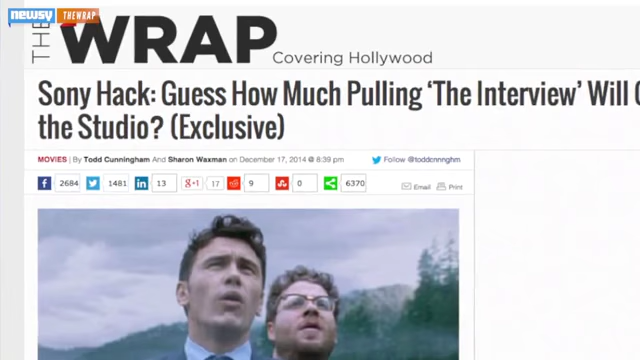 newsy THEWRAP
THE WRAP Covering Hollywood
Sony Hack: Guess How Much Pulling 'The Interview' Will
the Studio? (Exclusive)
MOVIES | By Todd Cunningham And Sharon Waxman on December 17, 2014 @ 8:39 pm Follow @toddcnnnghm
2684 1481 in 13 g+1 17 9 0 6370 Email Print